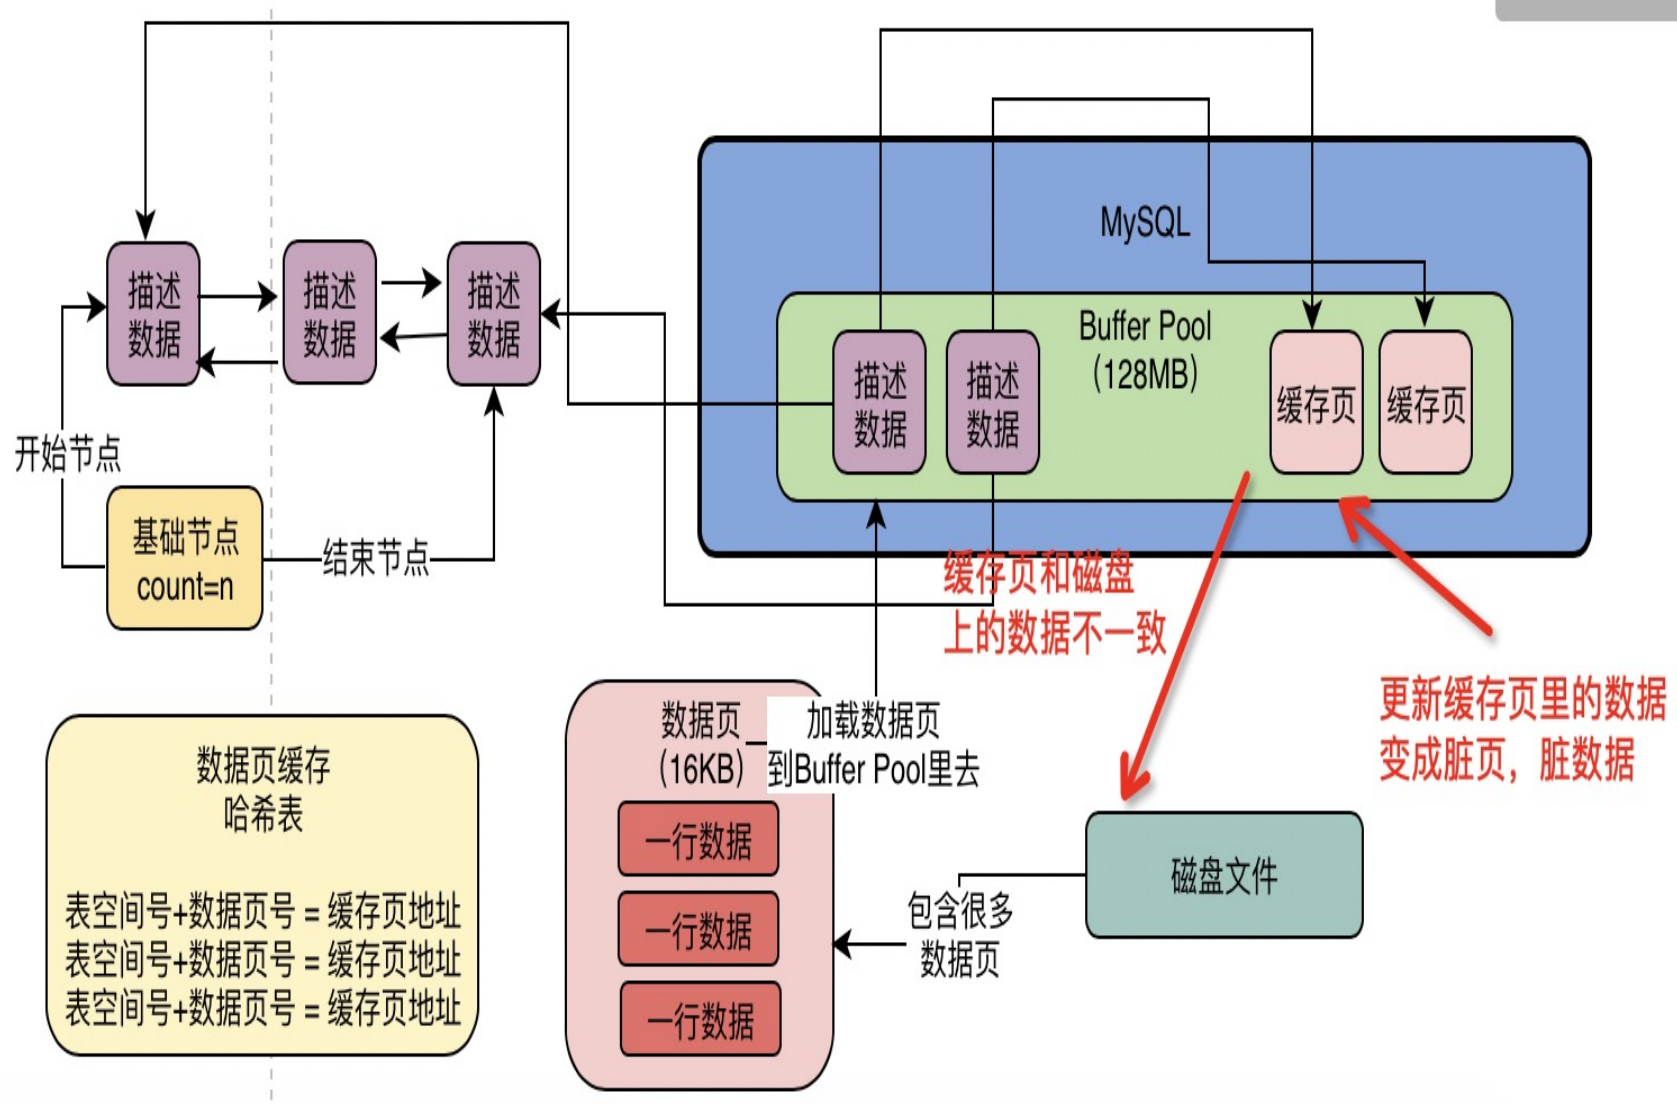 MySQL
Buffer Pool
(128MB)
描述
数据
描述
数据
描述
数据
描述
数据
描述
数据
缓存页
缓存页
开始节点
基础节点
count=n
结束节点
缓存页和磁盘
上的数据不一致
更新缓存页里的数据
变成脏页，脏数据
数据页
(16KB)
加载数据页
到Buffer Pool里去
一行数据
一行数据
一行数据
包含很多
数据页
磁盘文件
数据页缓存
哈希表
表空间号+数据页号 = 缓存页地址
表空间号+数据页号 = 缓存页地址
表空间号+数据页号 = 缓存页地址